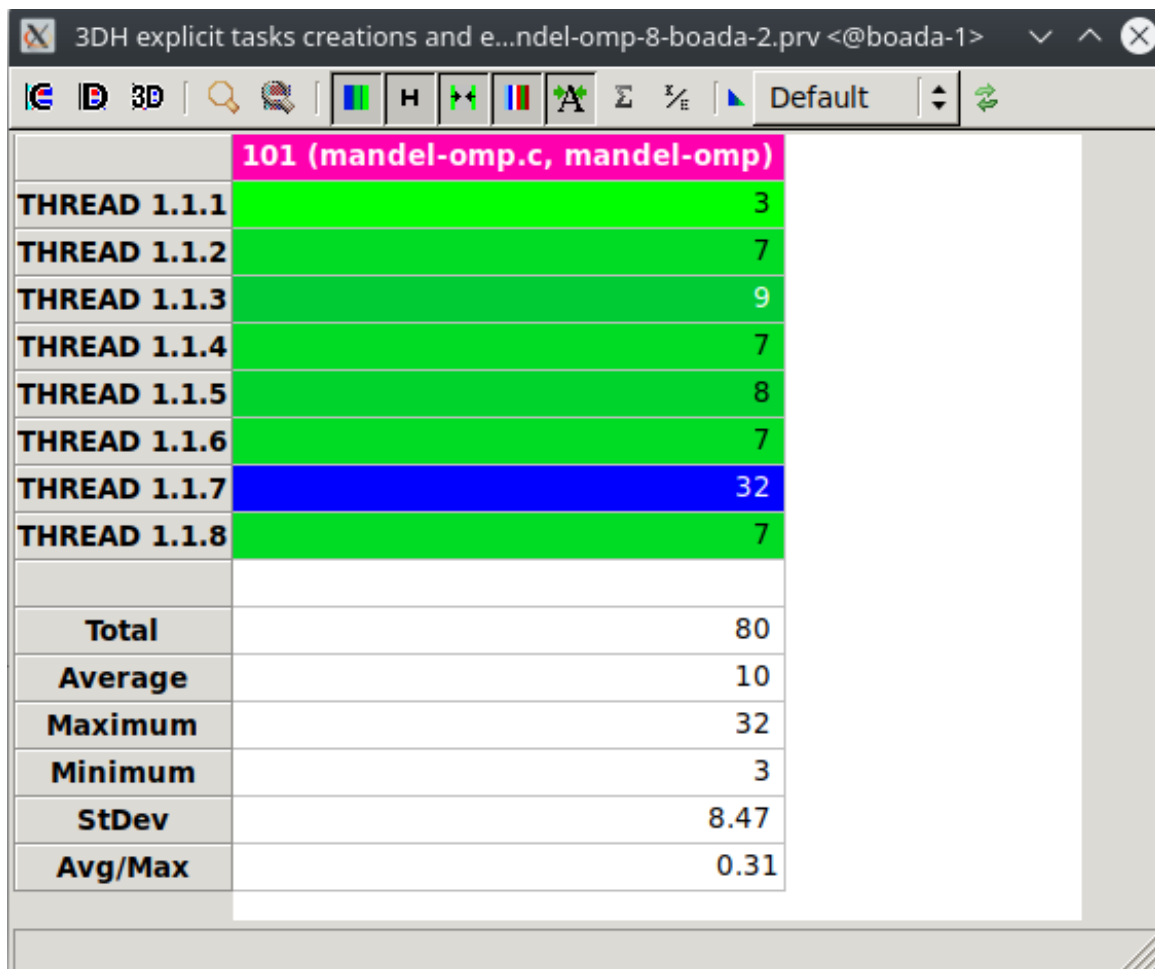 3DH explicit tasks creations and e...ndel-omp-8-boada-2.prv <@boada-1>
3D H A Σ Default
101 (mandel-omp.c, mandel-omp)
THREAD 1.1.1 3
THREAD 1.1.2 7
THREAD 1.1.3 9
THREAD 1.1.4 7
THREAD 1.1.5 8
THREAD 1.1.6 7
THREAD 1.1.7 32
THREAD 1.1.8 7
Total 80
Average 10
Maximum 32
Minimum 3
StDev 8.47
Avg/Max 0.31